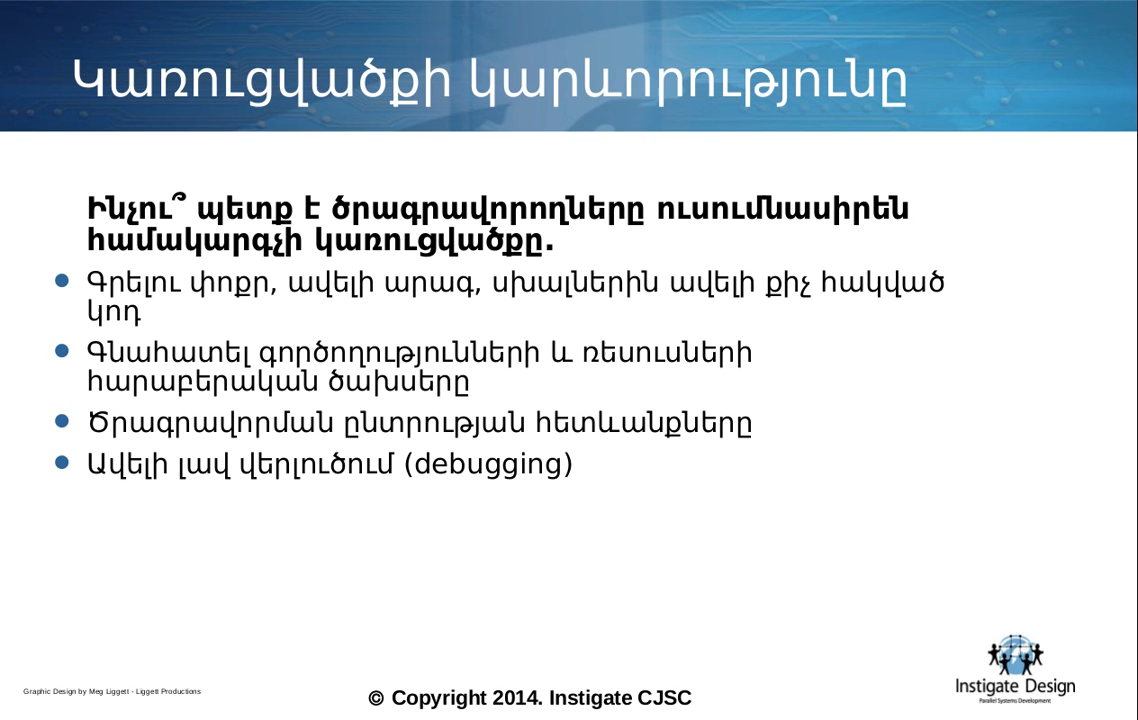 Կառուցվածքի կարևորությունը
Ինչու՞ պետք է ծրագրավորողները ուսումնասիրեն
համակարգչի կառուցվածքը.
Գրելու փոքր, ավելի արագ, սխալներին ավելի քիչ հակված
կոդ
Գնահատել գործողությունների և ռեսուսների
հարաբերական ծախսերը
Ծրագրավորման ընտրության հետևանքները
Ավելի լավ վերլուծում (debugging)
Instigate Design
Parallel Systems Development
Graphic Design by Meg Liggett - Liggett Productions
© Copyright 2014. Instigate CJSC